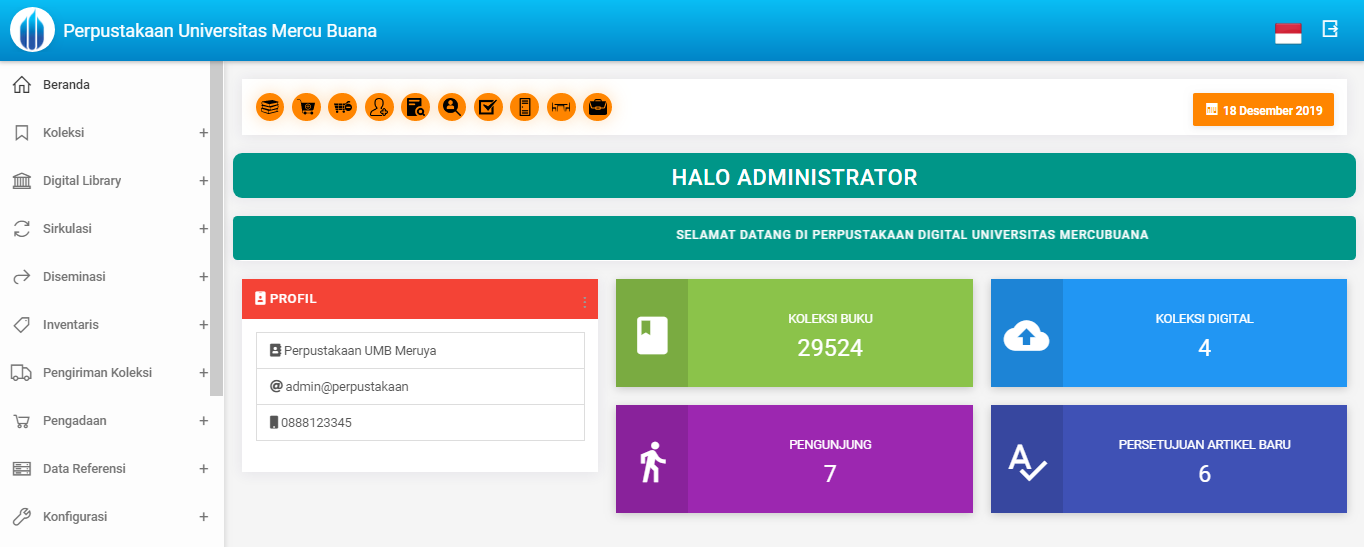 Perpustakaan Universitas Mercu Buana
Beranda
Koleksi +
Digital Library +
Sirkulasi +
Diseminasi +
Inventaris +
Pengiriman Koleksi +
Pengadaan +
Data Referensi +
Konfigurasi +
18 Desember 2019
HALO ADMINISTRATOR
SELAMAT DATANG DI PERPUSTAKAAN DIGITAL UNIVERSITAS MERCUBUANA
PROFIL
Perpustakaan UMB Meruya
admin@perpustakaan
0888123345
KOLEKSI BUKU
29524
KOLEKSI DIGITAL
4
PENGUNJUNG
7
PERSETUJUAN ARTIKEL BARU
6